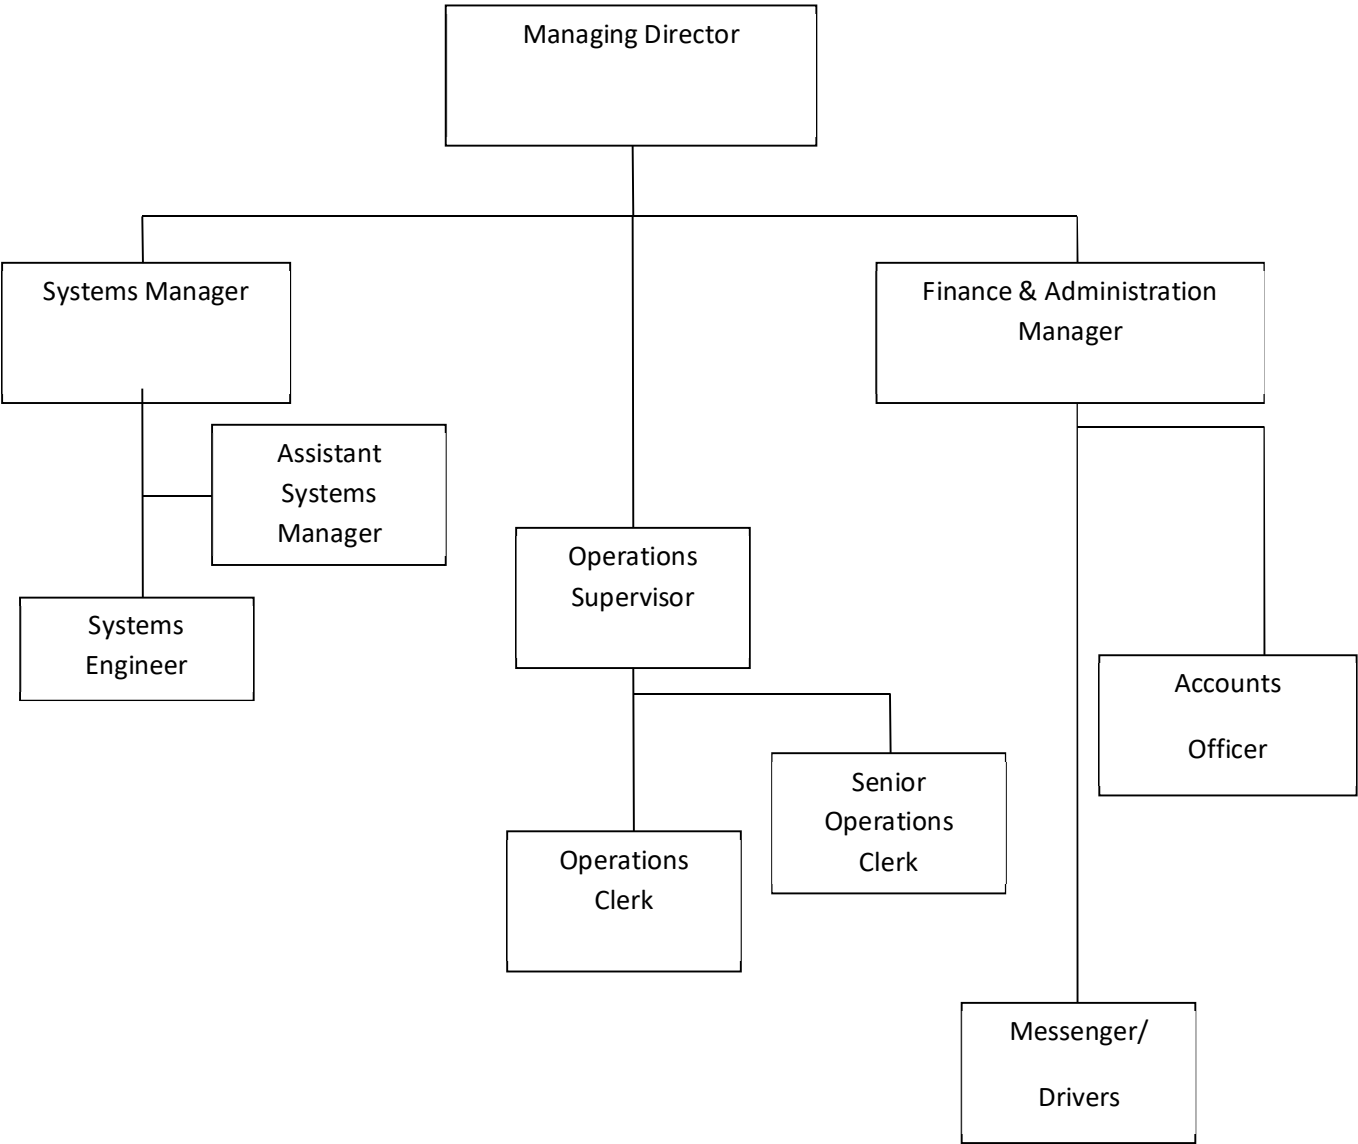 Managing Director
Systems Manager
Finance & Administration
Manager
Assistant
Systems
Manager
Operations
Supervisor
Systems
Engineer
Accounts
Officer
Senior
Operations
Clerk
Operations
Clerk
Messenger/
Drivers